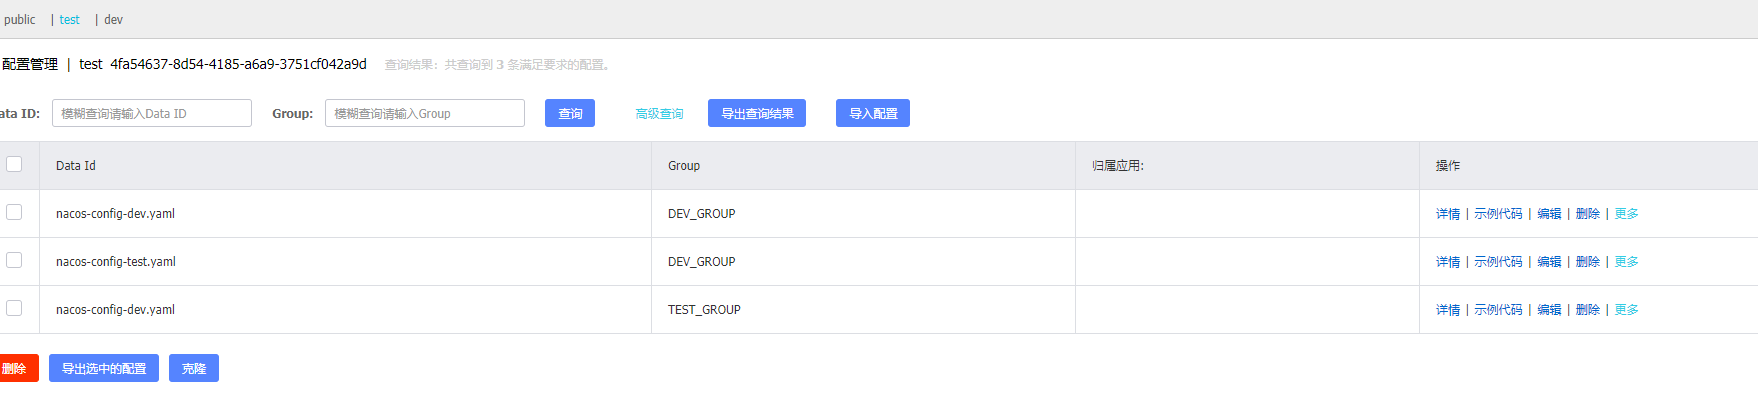 public | test | dev
配置管理 | test 4fa54637-8d54-4185-a6a9-3751cf042a9d 查询结果：共查询到 3 条满足要求的配置。
ata ID: 模糊查询请输入Data ID Group: 模糊查询请输入Group 查询 高级查询 导出查询结果 导入配置
Data Id Group 归属应用: 操作
nacos-config-dev.yaml DEV_GROUP 详情 | 示例代码 | 编辑 | 删除 | 更多
nacos-config-test.yaml DEV_GROUP 详情 | 示例代码 | 编辑 | 删除 | 更多
nacos-config-dev.yaml TEST_GROUP 详情 | 示例代码 | 编辑 | 删除 | 更多
删除 导出选中的配置 克隆